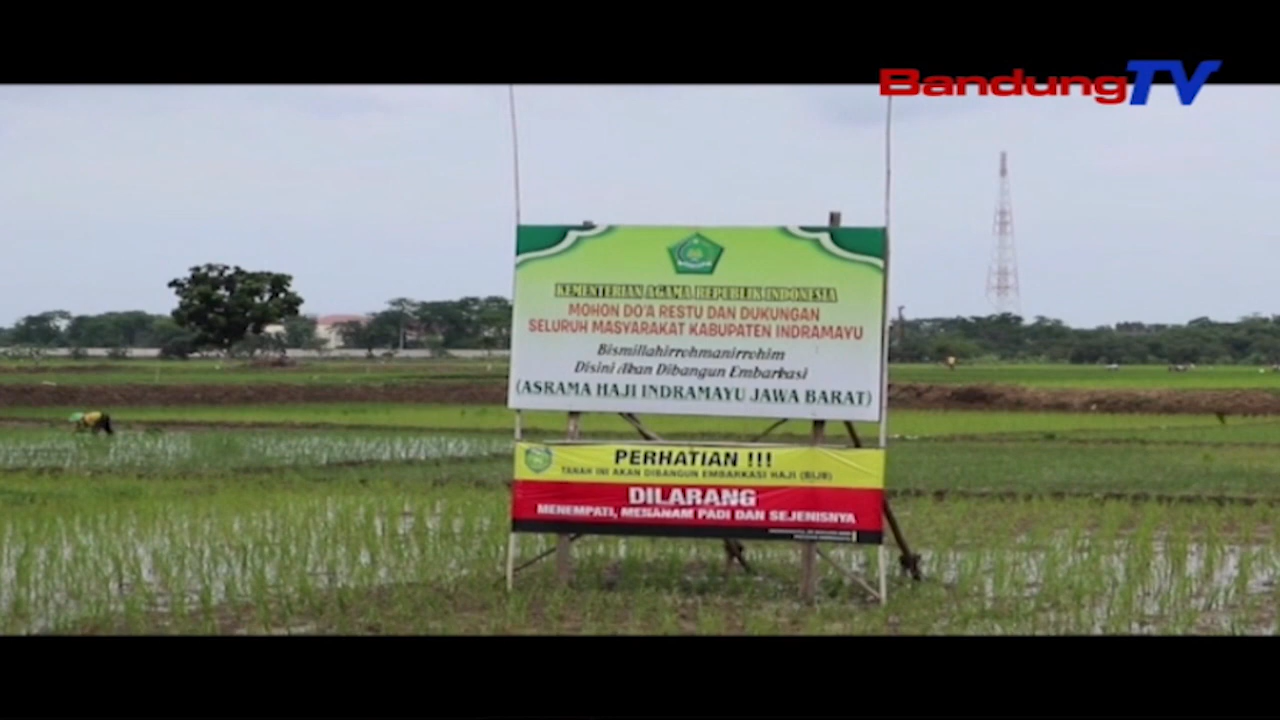 BandungTV
KEMENTERIAN AGAMA REPUBLIK INDONESIA
MOHON DO'A RESTU DAN DUKUNGAN
SELURUH MASYARAKAT KABUPATEN INDRAMAYU
Bismillahirrohmanirrohim
Disini Akan Dibangun Embarkasi
(ASRAMA HAJI INDRAMAYU JAWA BARAT)
PERHATIAN !!!
TANAH INI AKAN DIBANGUN EMBARKASI HAJI (BIJB)
DILARANG
MENEMPATI, MENANAM PADI DAN SEJENISNYA